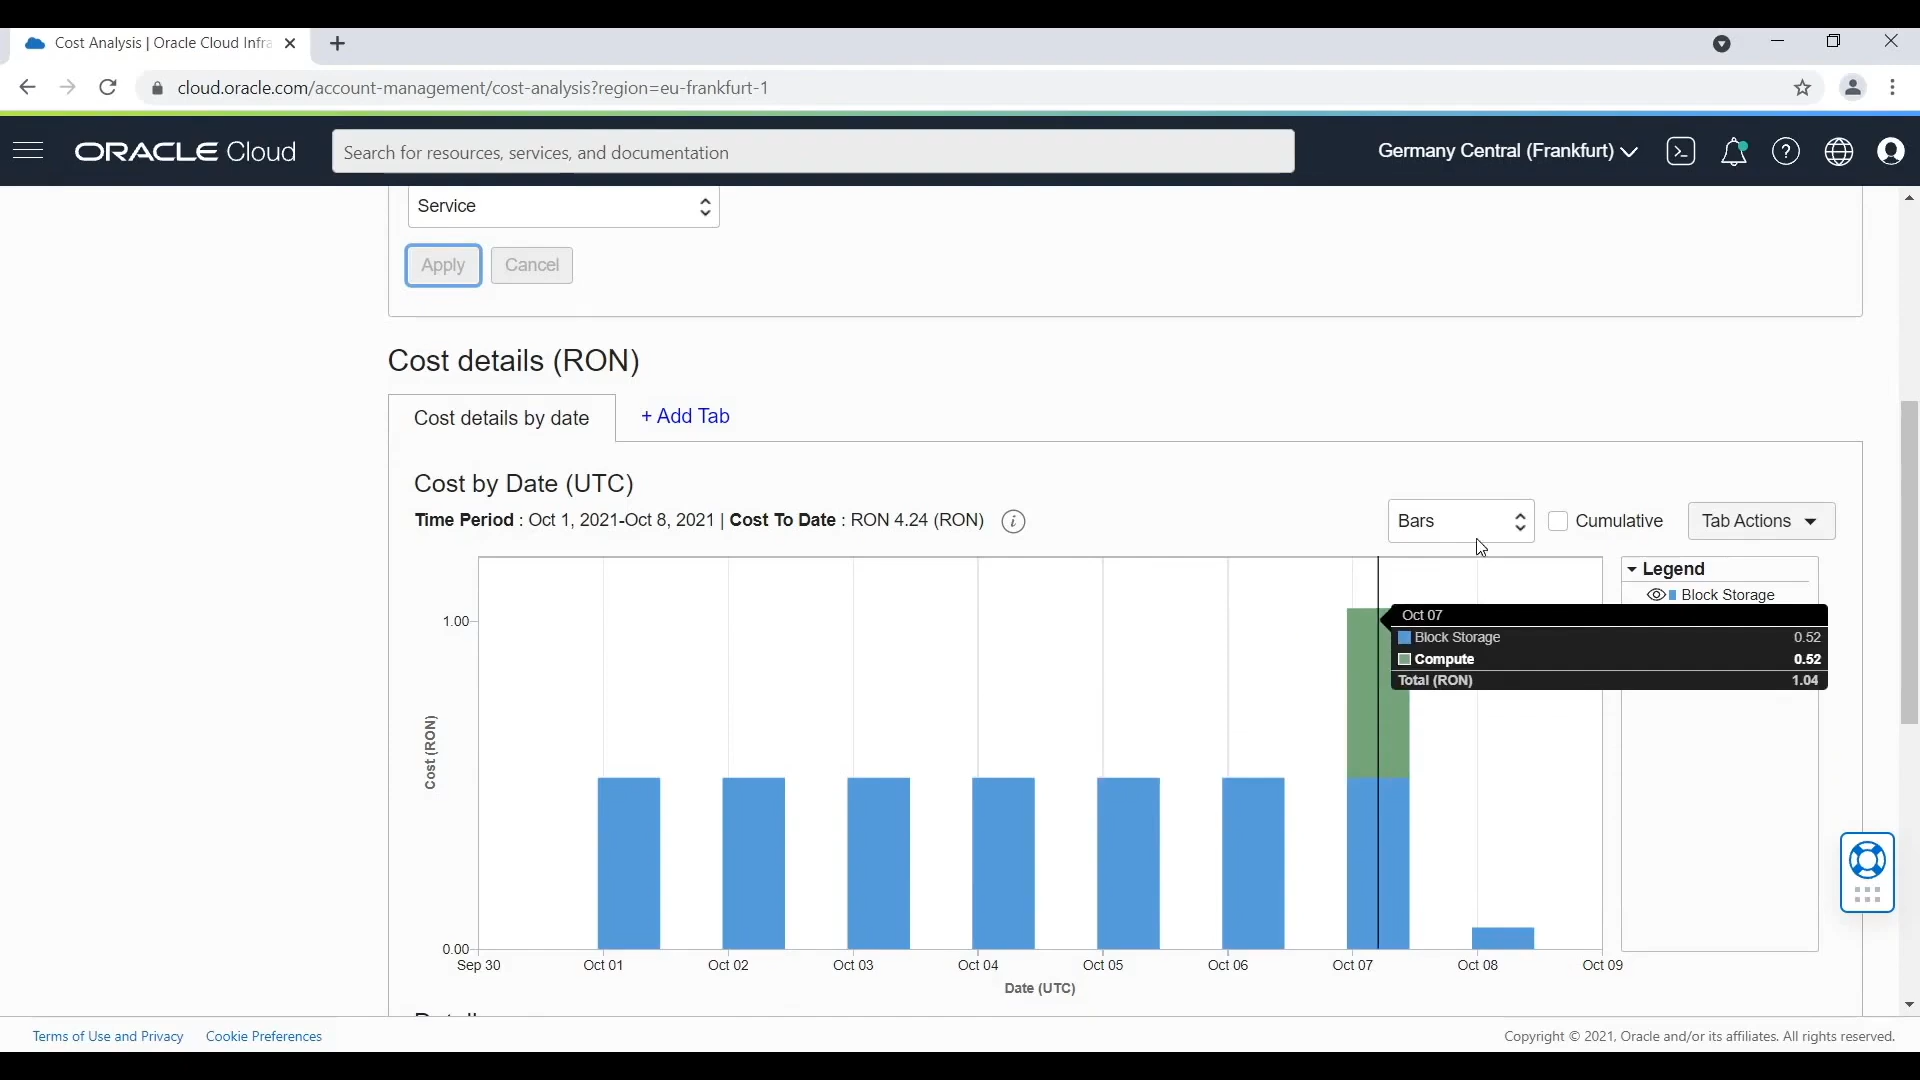 Cost Analysis | Oracle Cloud Infra
cloud.oracle.com/account-management/cost-analysis?region=eu-frankfurt-1
ORACLE Cloud
Search for resources, services, and documentation
Germany Central (Frankfurt)
Service
Apply Cancel
Cost details (RON)
Cost details by date + Add Tab
Cost by Date (UTC)
Time Period : Oct 1, 2021-Oct 8, 2021 | Cost To Date : RON 4.24 (RON) i
Bars Cumulative Tab Actions
Legend
Block Storage
Oct 07
Block Storage 0.52
Compute 0.52
Total (RON) 1.04
1.00
0.00
Cost (RON)
Sep 30 Oct 01 Oct 02 Oct 03 Oct 04 Oct 05 Oct 06 Oct 07 Oct 08 Oct 09
Date (UTC)
Terms of Use and Privacy Cookie Preferences
Copyright © 2021, Oracle and/or its affiliates. All rights reserved.